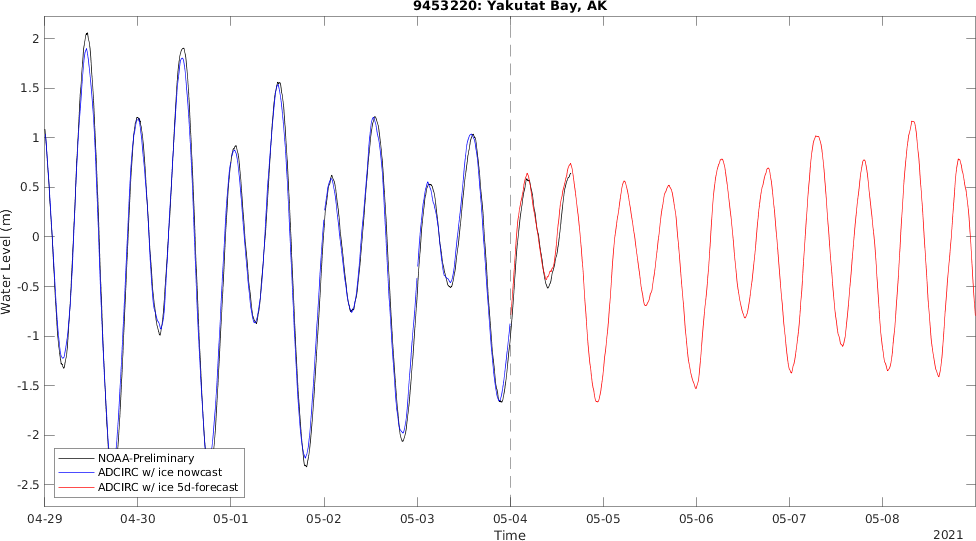 9453220: Yakutat Bay, AK
Water Level (m)
2
1.5
1
0.5
0
-0.5
-1
-1.5
-2
-2.5
NOAA-Preliminary
ADCIRC w/ ice nowcast
ADCIRC w/ ice 5d-forecast
04-29 04-30 05-01 05-02 05-03 05-04 05-05 05-06 05-07 05-08
Time
2021